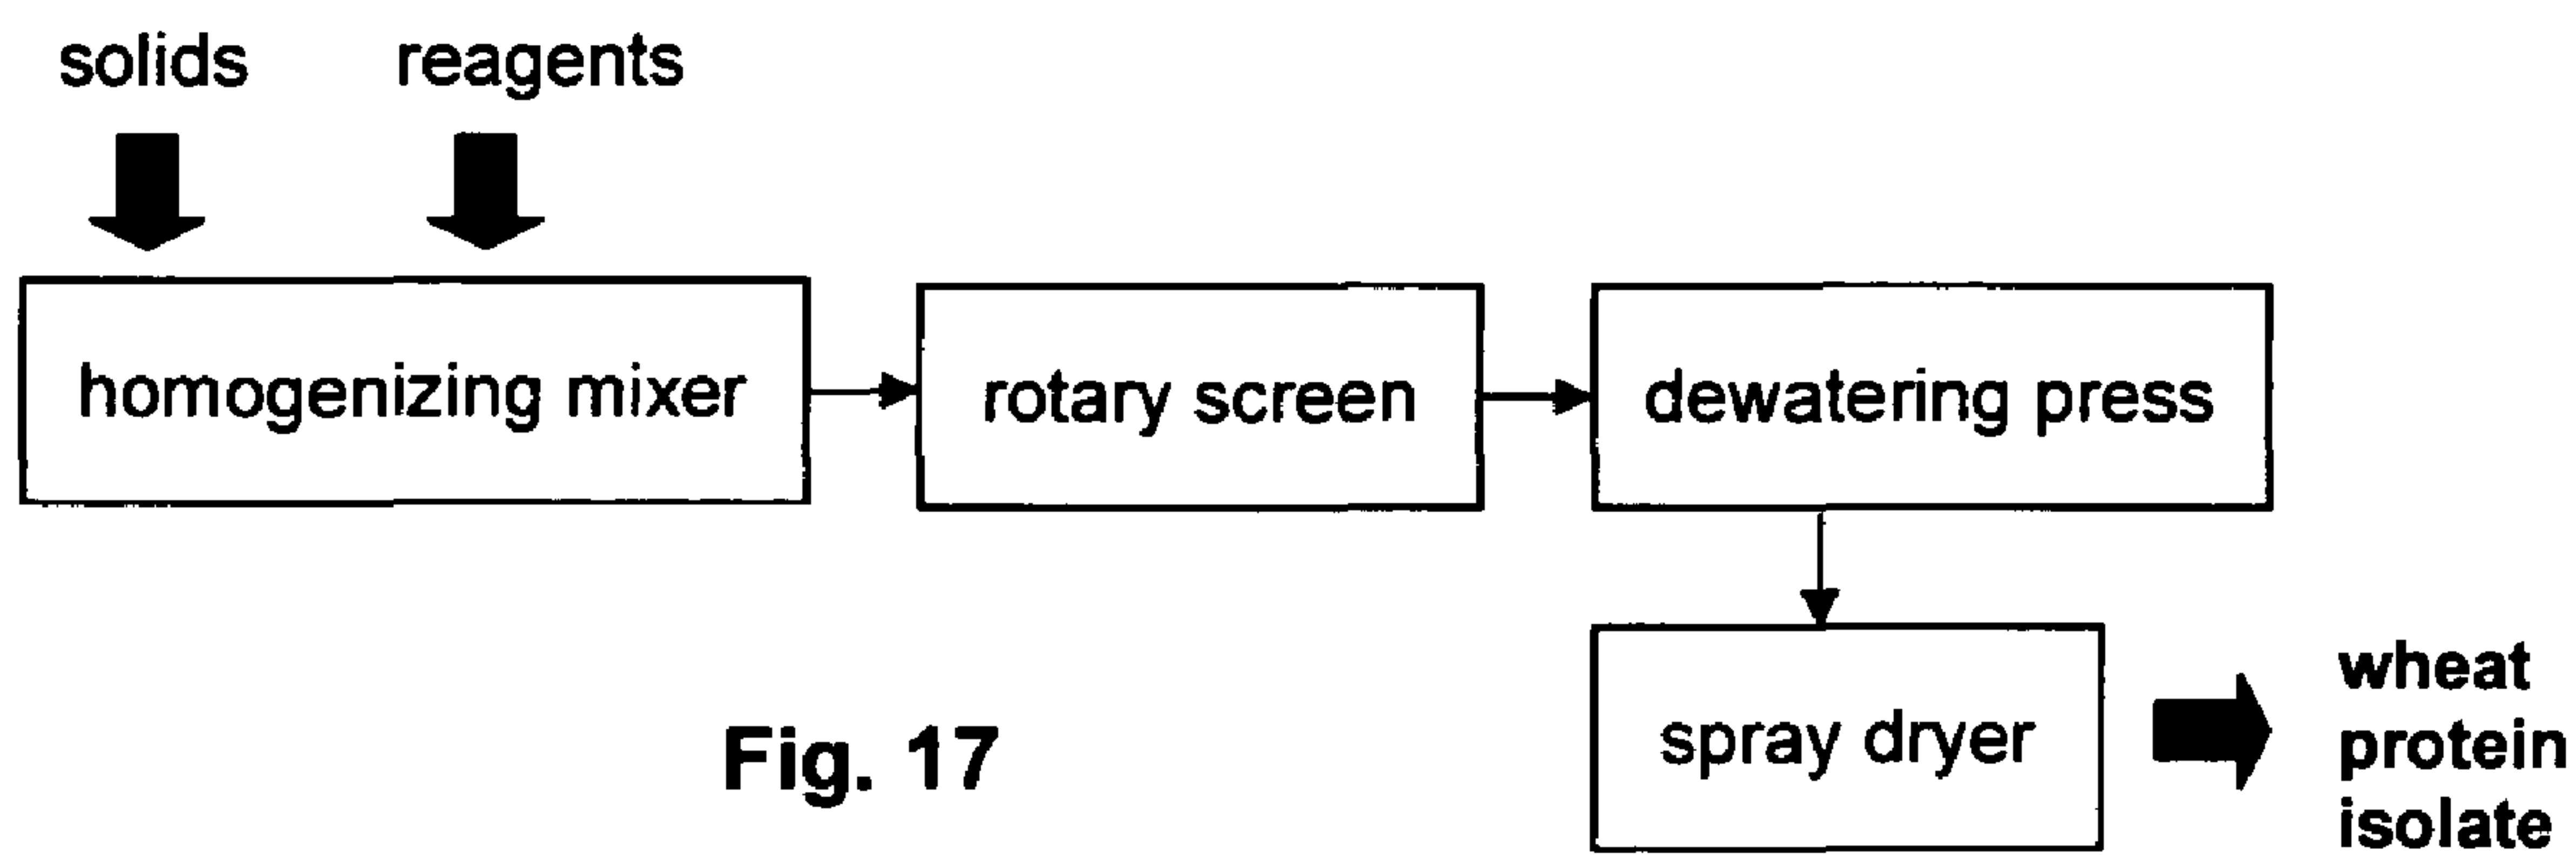 solids
reagents
homogenizing mixer
rotary screen
dewatering press
spray dryer
wheat
protein
isolate
Fig. 17